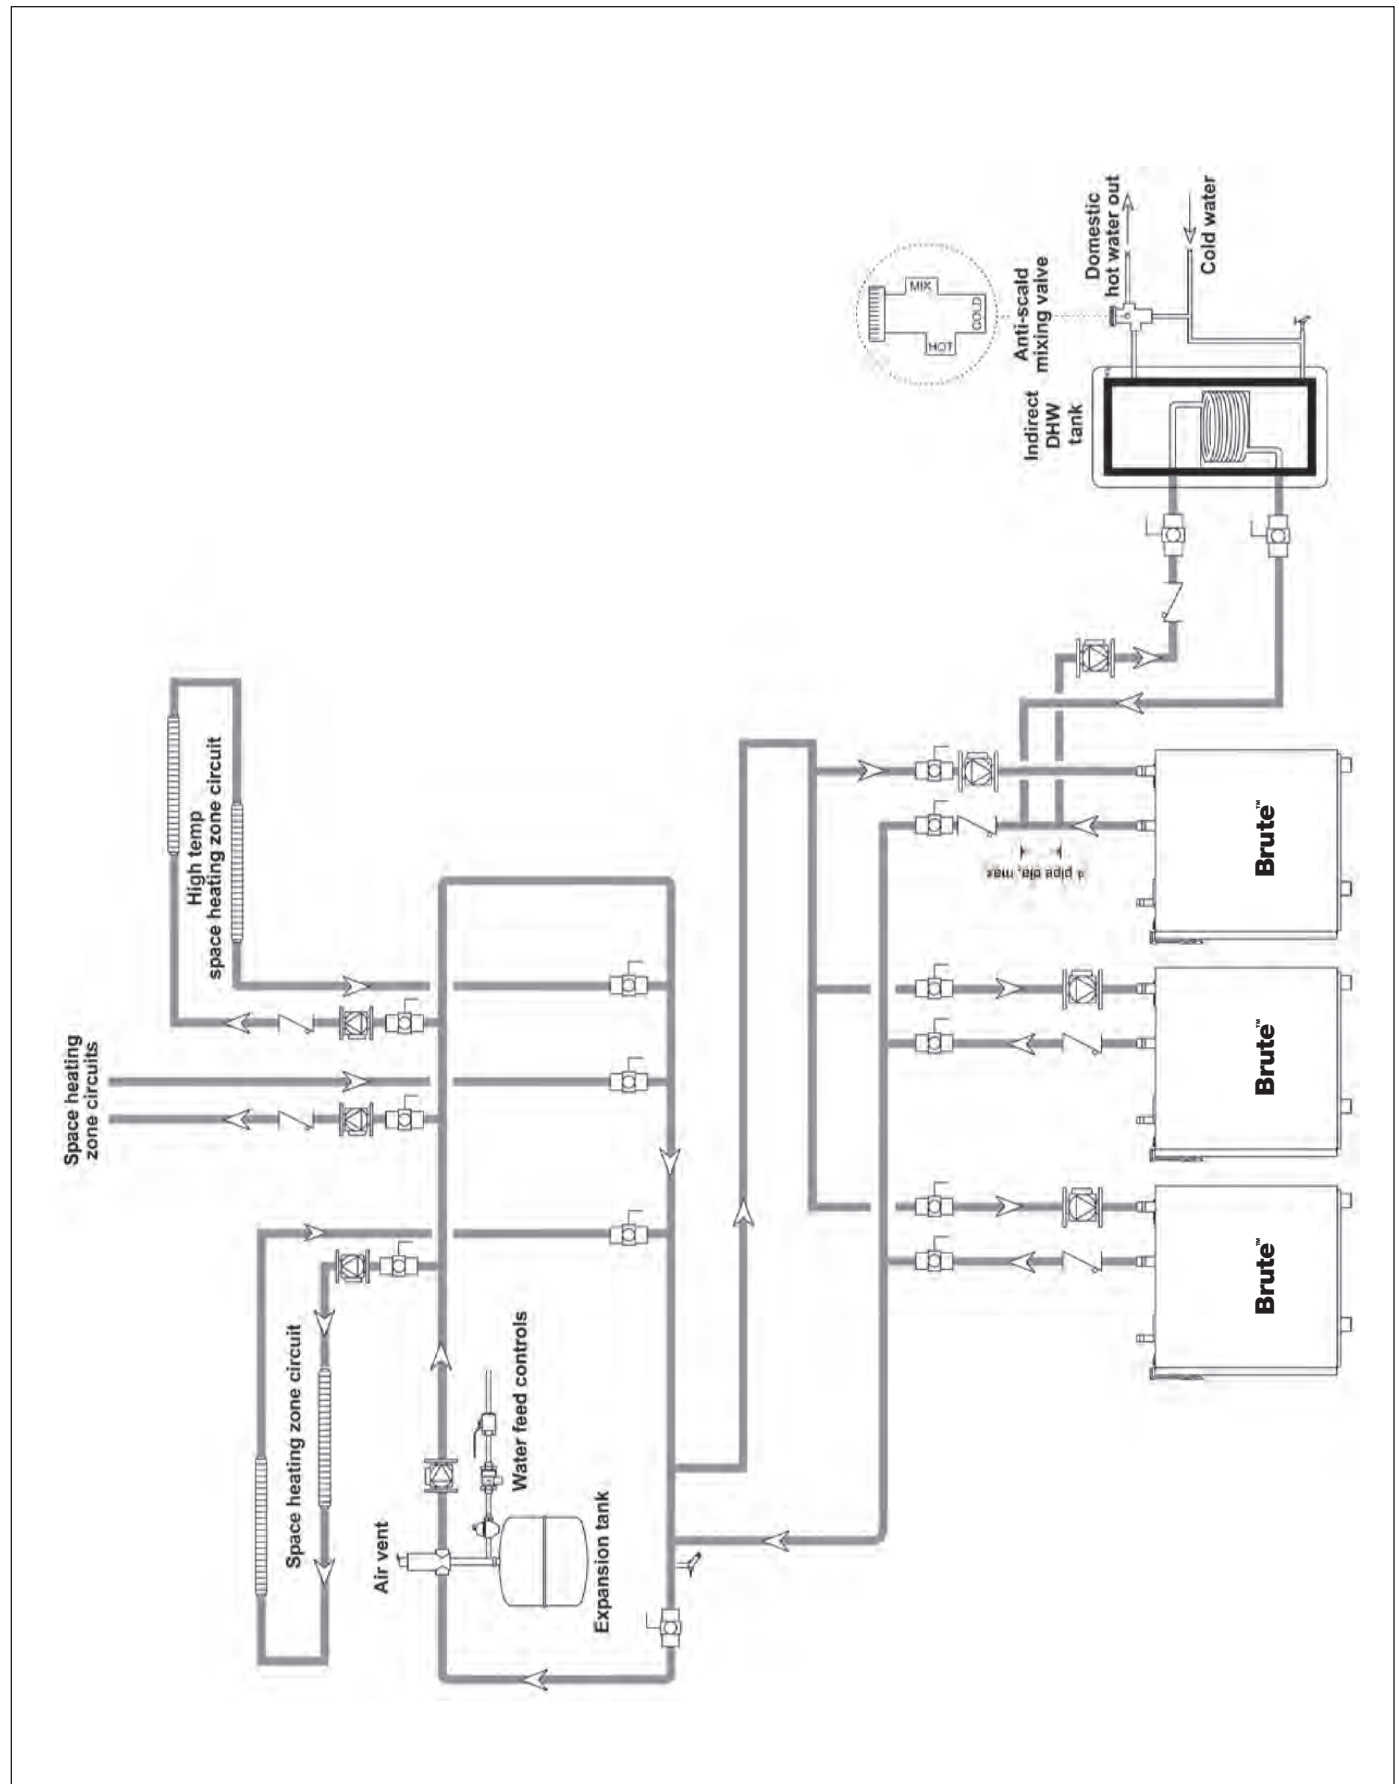 Space heating
zone circuits
High temp
space heating zone circuit
Space heating zone circuit
Air vent
Water feed controls
Expansion tank
Domestic
hot water out
Cold water
Anti-scald
mixing valve
MIX
HOT
COLD
Indirect
DHW
tank
4 pipe dia. max
Brute™
Brute™
Brute™